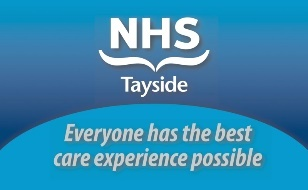 NHS
Tayside
Everyone has the best
care experience possible